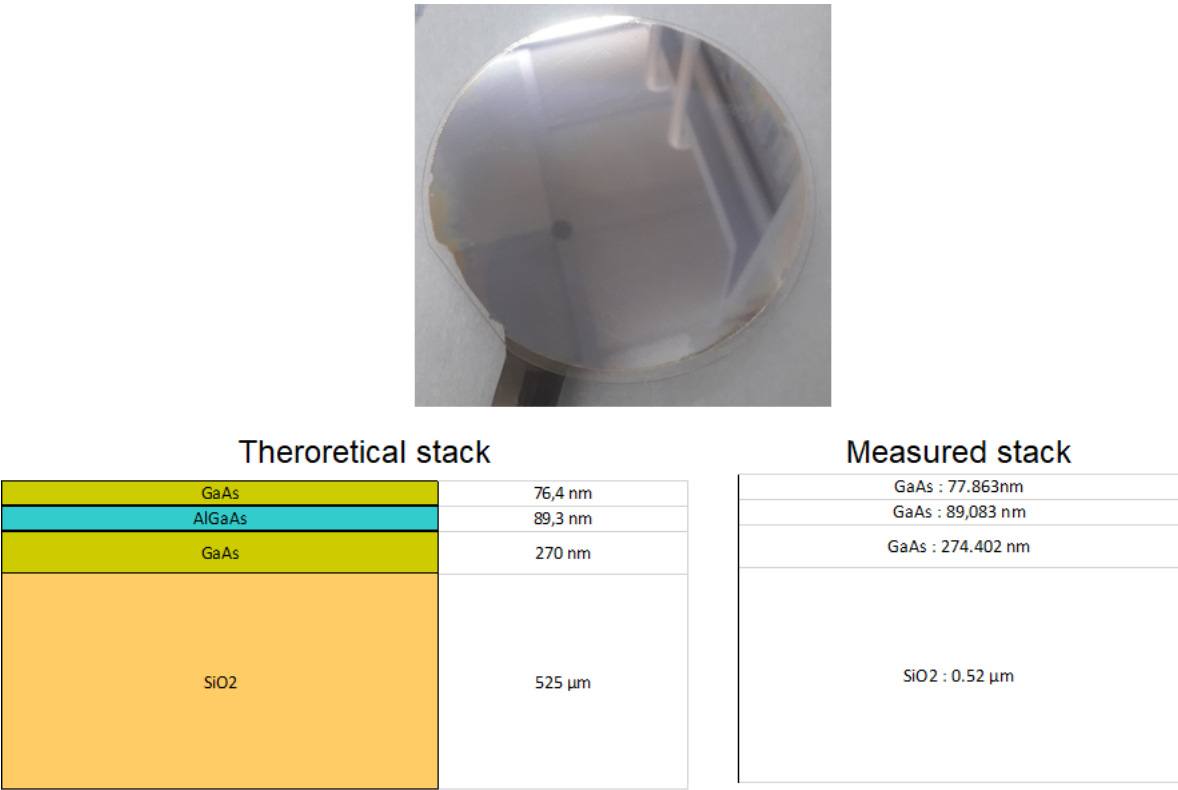 Theroretical stack
Measured stack
GaAs 76,4 nm
AlGaAs 89,3 nm
GaAs 270 nm
SiO2 525 µm
GaAs : 77.863nm
GaAs : 89,083 nm
GaAs : 274.402 nm
SiO2 : 0.52 µm